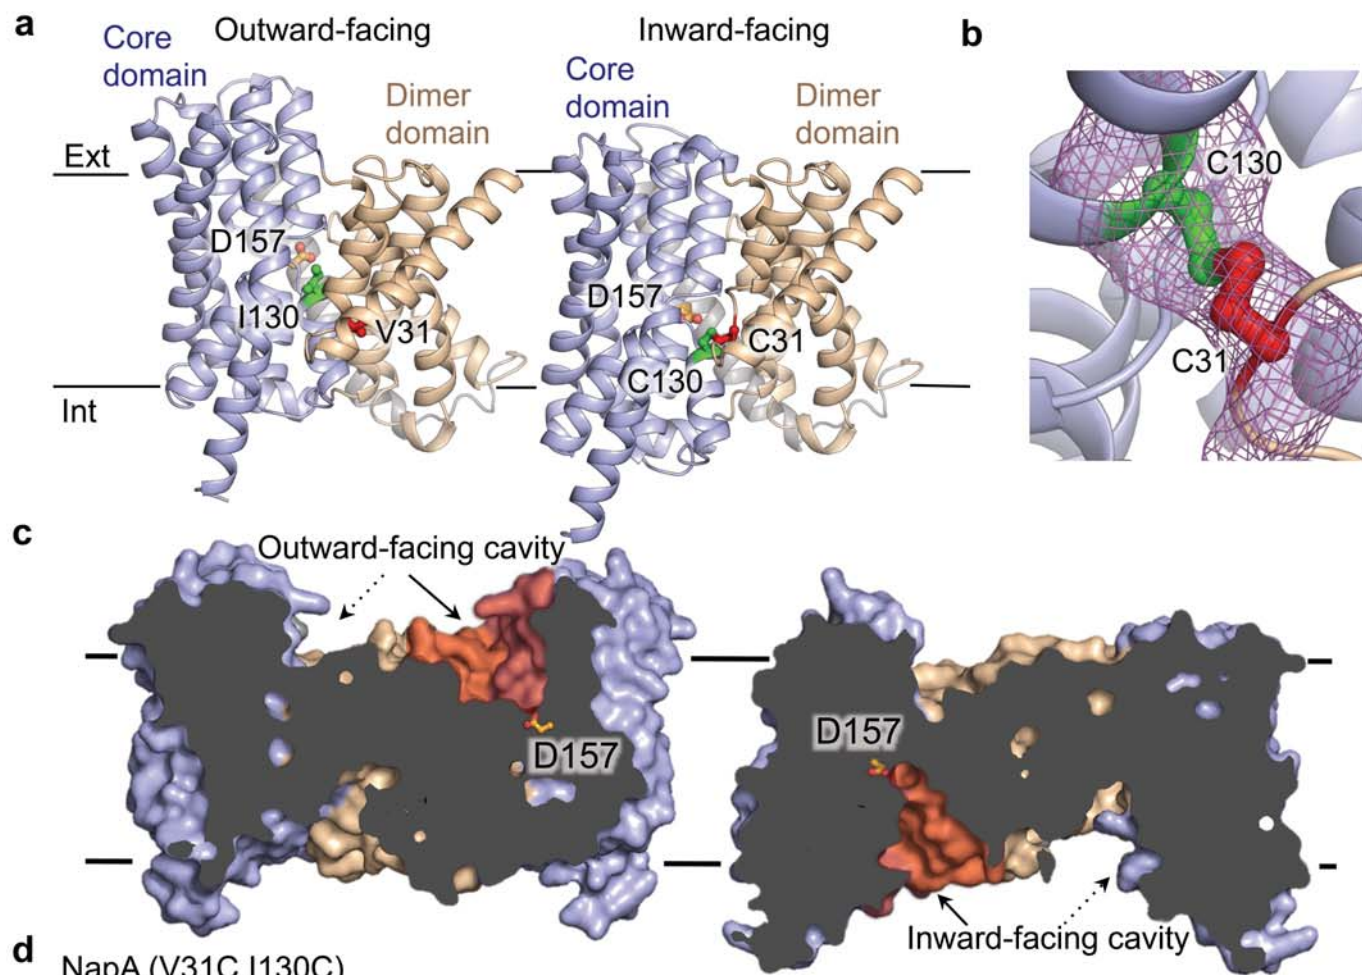 a
Outward-facing
Inward-facing
b
Core
domain
Dimer
domain
Core
domain
Dimer
domain
Ext
Int
D157
I130
V31
D157
C130
C31
C130
C31
c
Outward-facing cavity
D157
D157
Inward-facing cavity
d
NapA (V31C I130C)